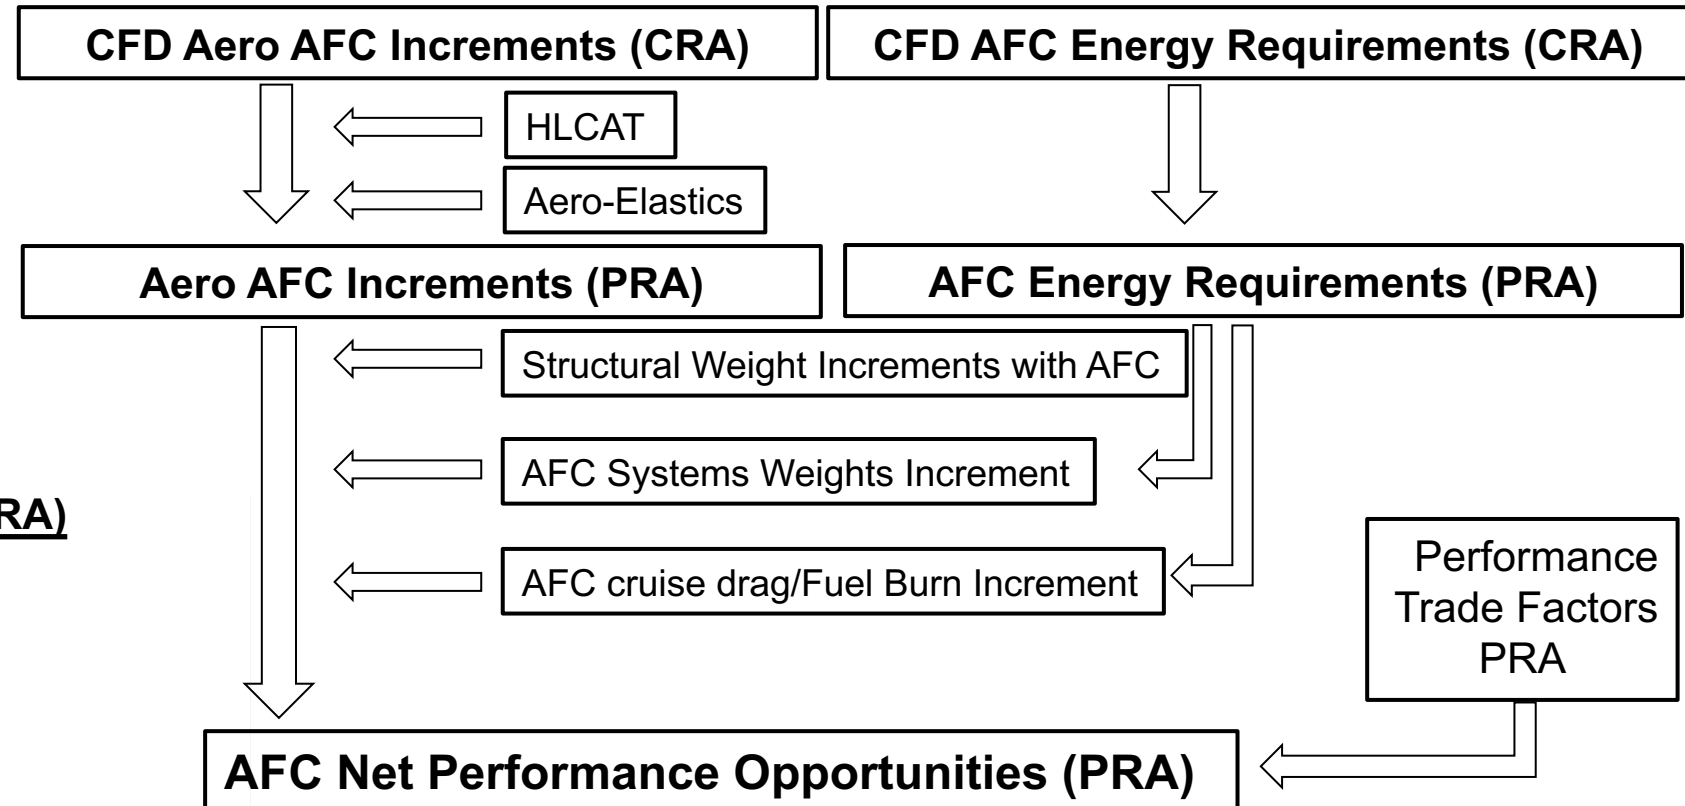 CFD Aero AFC Increments (CRA)
CFD AFC Energy Requirements (CRA)
HLCAT
Aero-Elastics
Aero AFC Increments (PRA)
AFC Energy Requirements (PRA)
Structural Weight Increments with AFC
AFC Systems Weights Increment
RA)
AFC cruise drag/Fuel Burn Increment
Performance
Trade Factors
PRA
AFC Net Performance Opportunities (PRA)